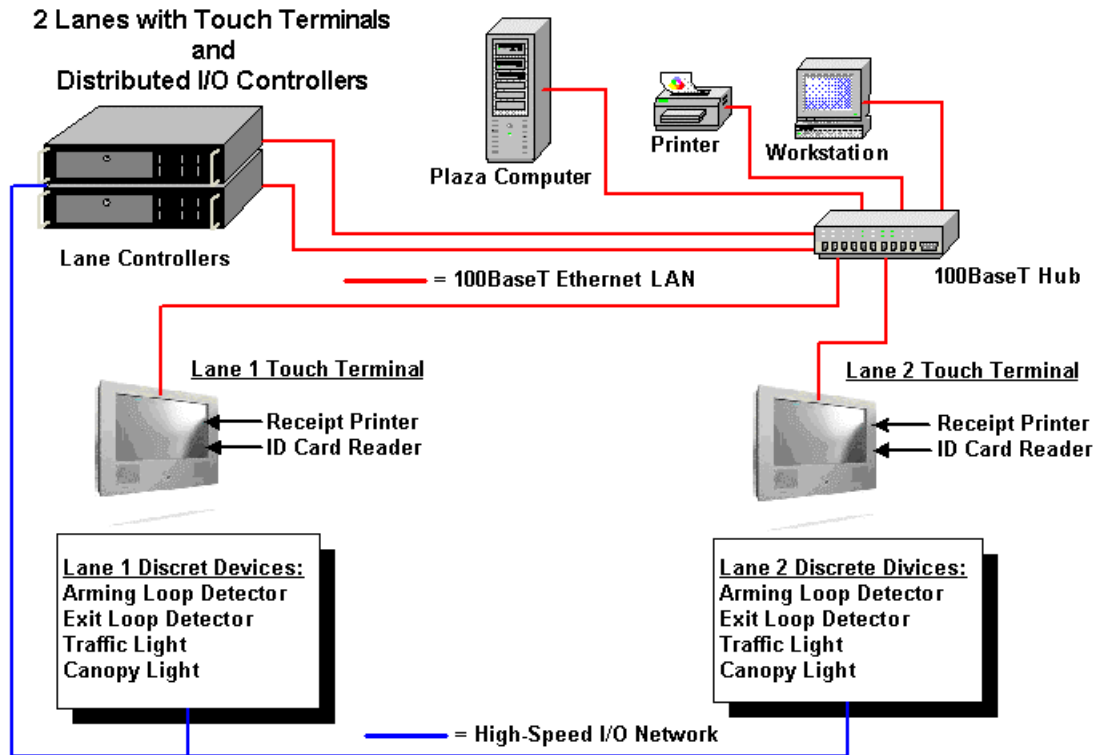 2 Lanes with Touch Terminals
and
Distributed I/O Controllers
Plaza Computer
Printer
Workstation
Lane Controllers
= 100BaseT Ethernet LAN
100BaseT Hub
Lane 1 Touch Terminal
Receipt Printer
ID Card Reader
Lane 2 Touch Terminal
Receipt Printer
ID Card Reader
Lane 1 Discret Devices:
Arming Loop Detector
Exit Loop Detector
Traffic Light
Canopy Light
Lane 2 Discrete Divices:
Arming Loop Detector
Exit Loop Detector
Traffic Light
Canopy Light
= High-Speed I/O Network